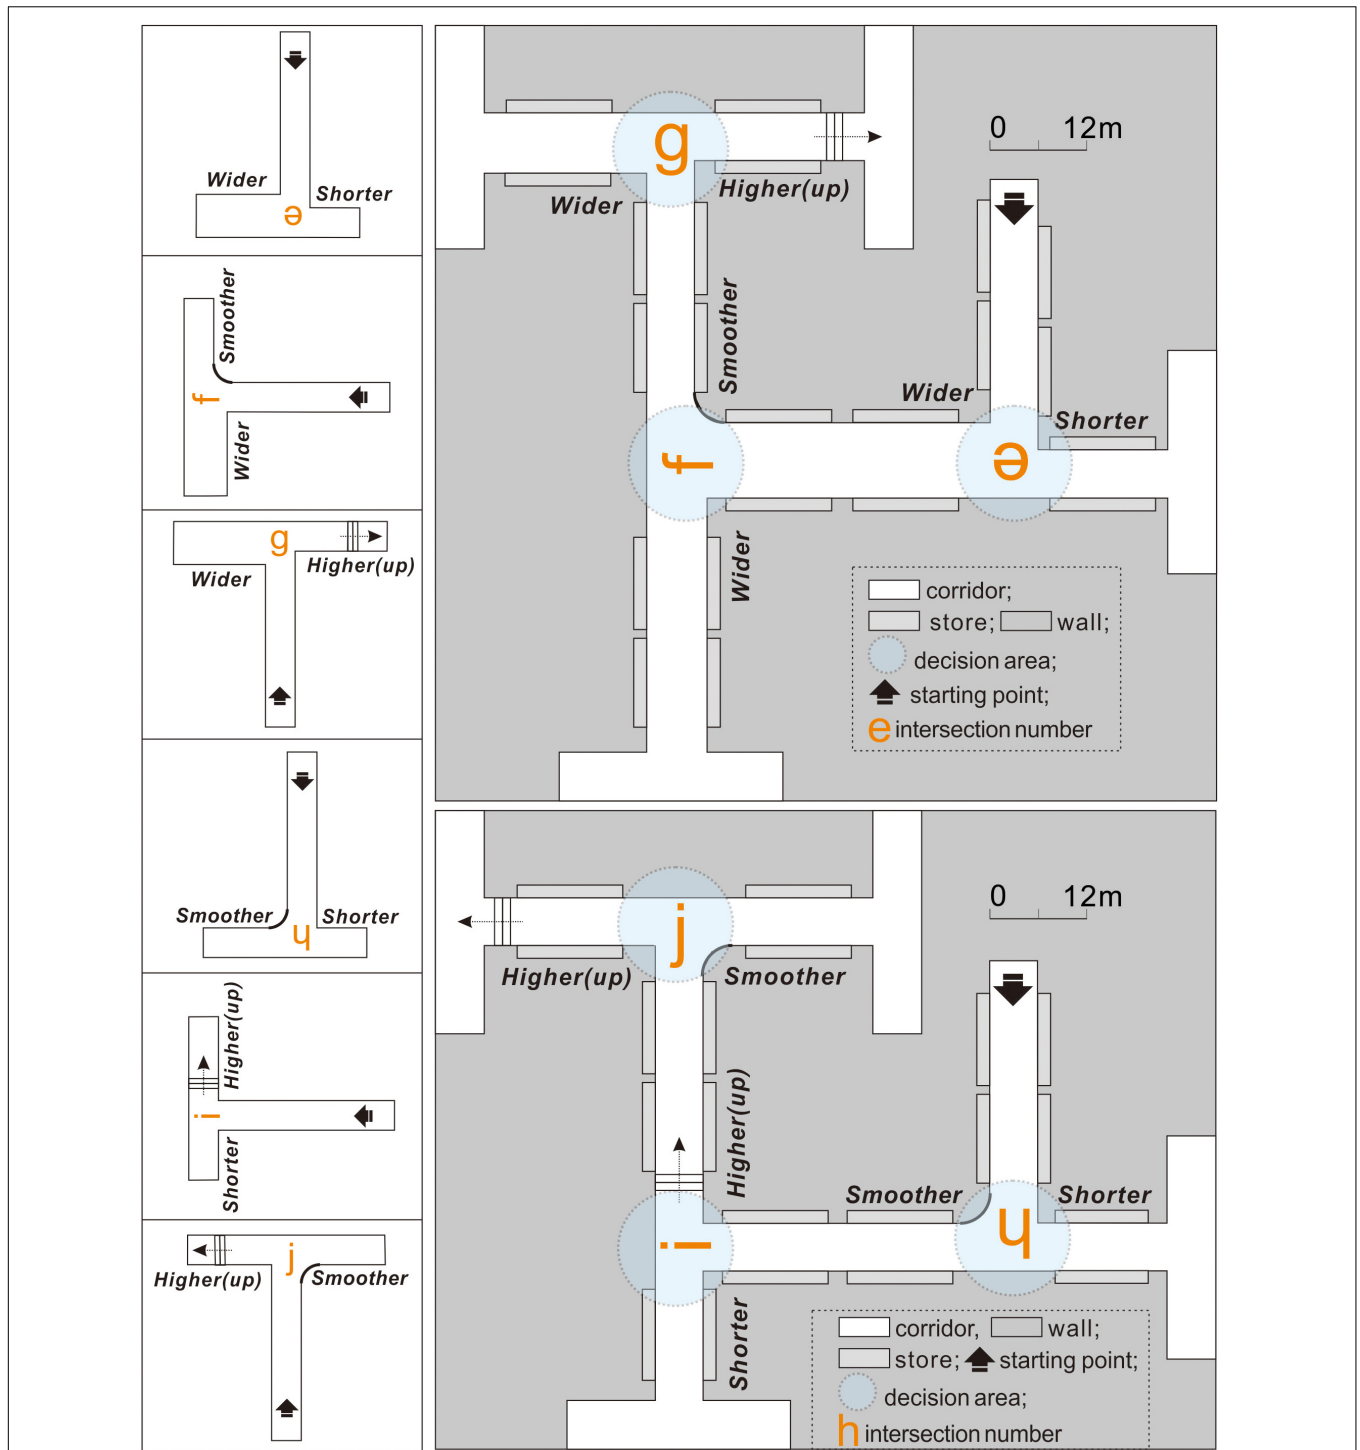 Wider
Shorter
e
Smoother
f
Wider
g
Wider
Higher(up)
Smoother
Shorter
h
Higher(up)
i
Shorter
j
Higher(up)
Smoother
g
0 12m
Higher(up)
Wider
Smoother
Wider
Shorter
f
e
Wider
corridor;
store; wall;
decision area;
starting point;
e intersection number
j
0 12m
Higher(up)
Smoother
Higher(up)
Smoother
Shorter
h
i
Shorter
corridor, wall;
store; starting point;
decision area;
h intersection number